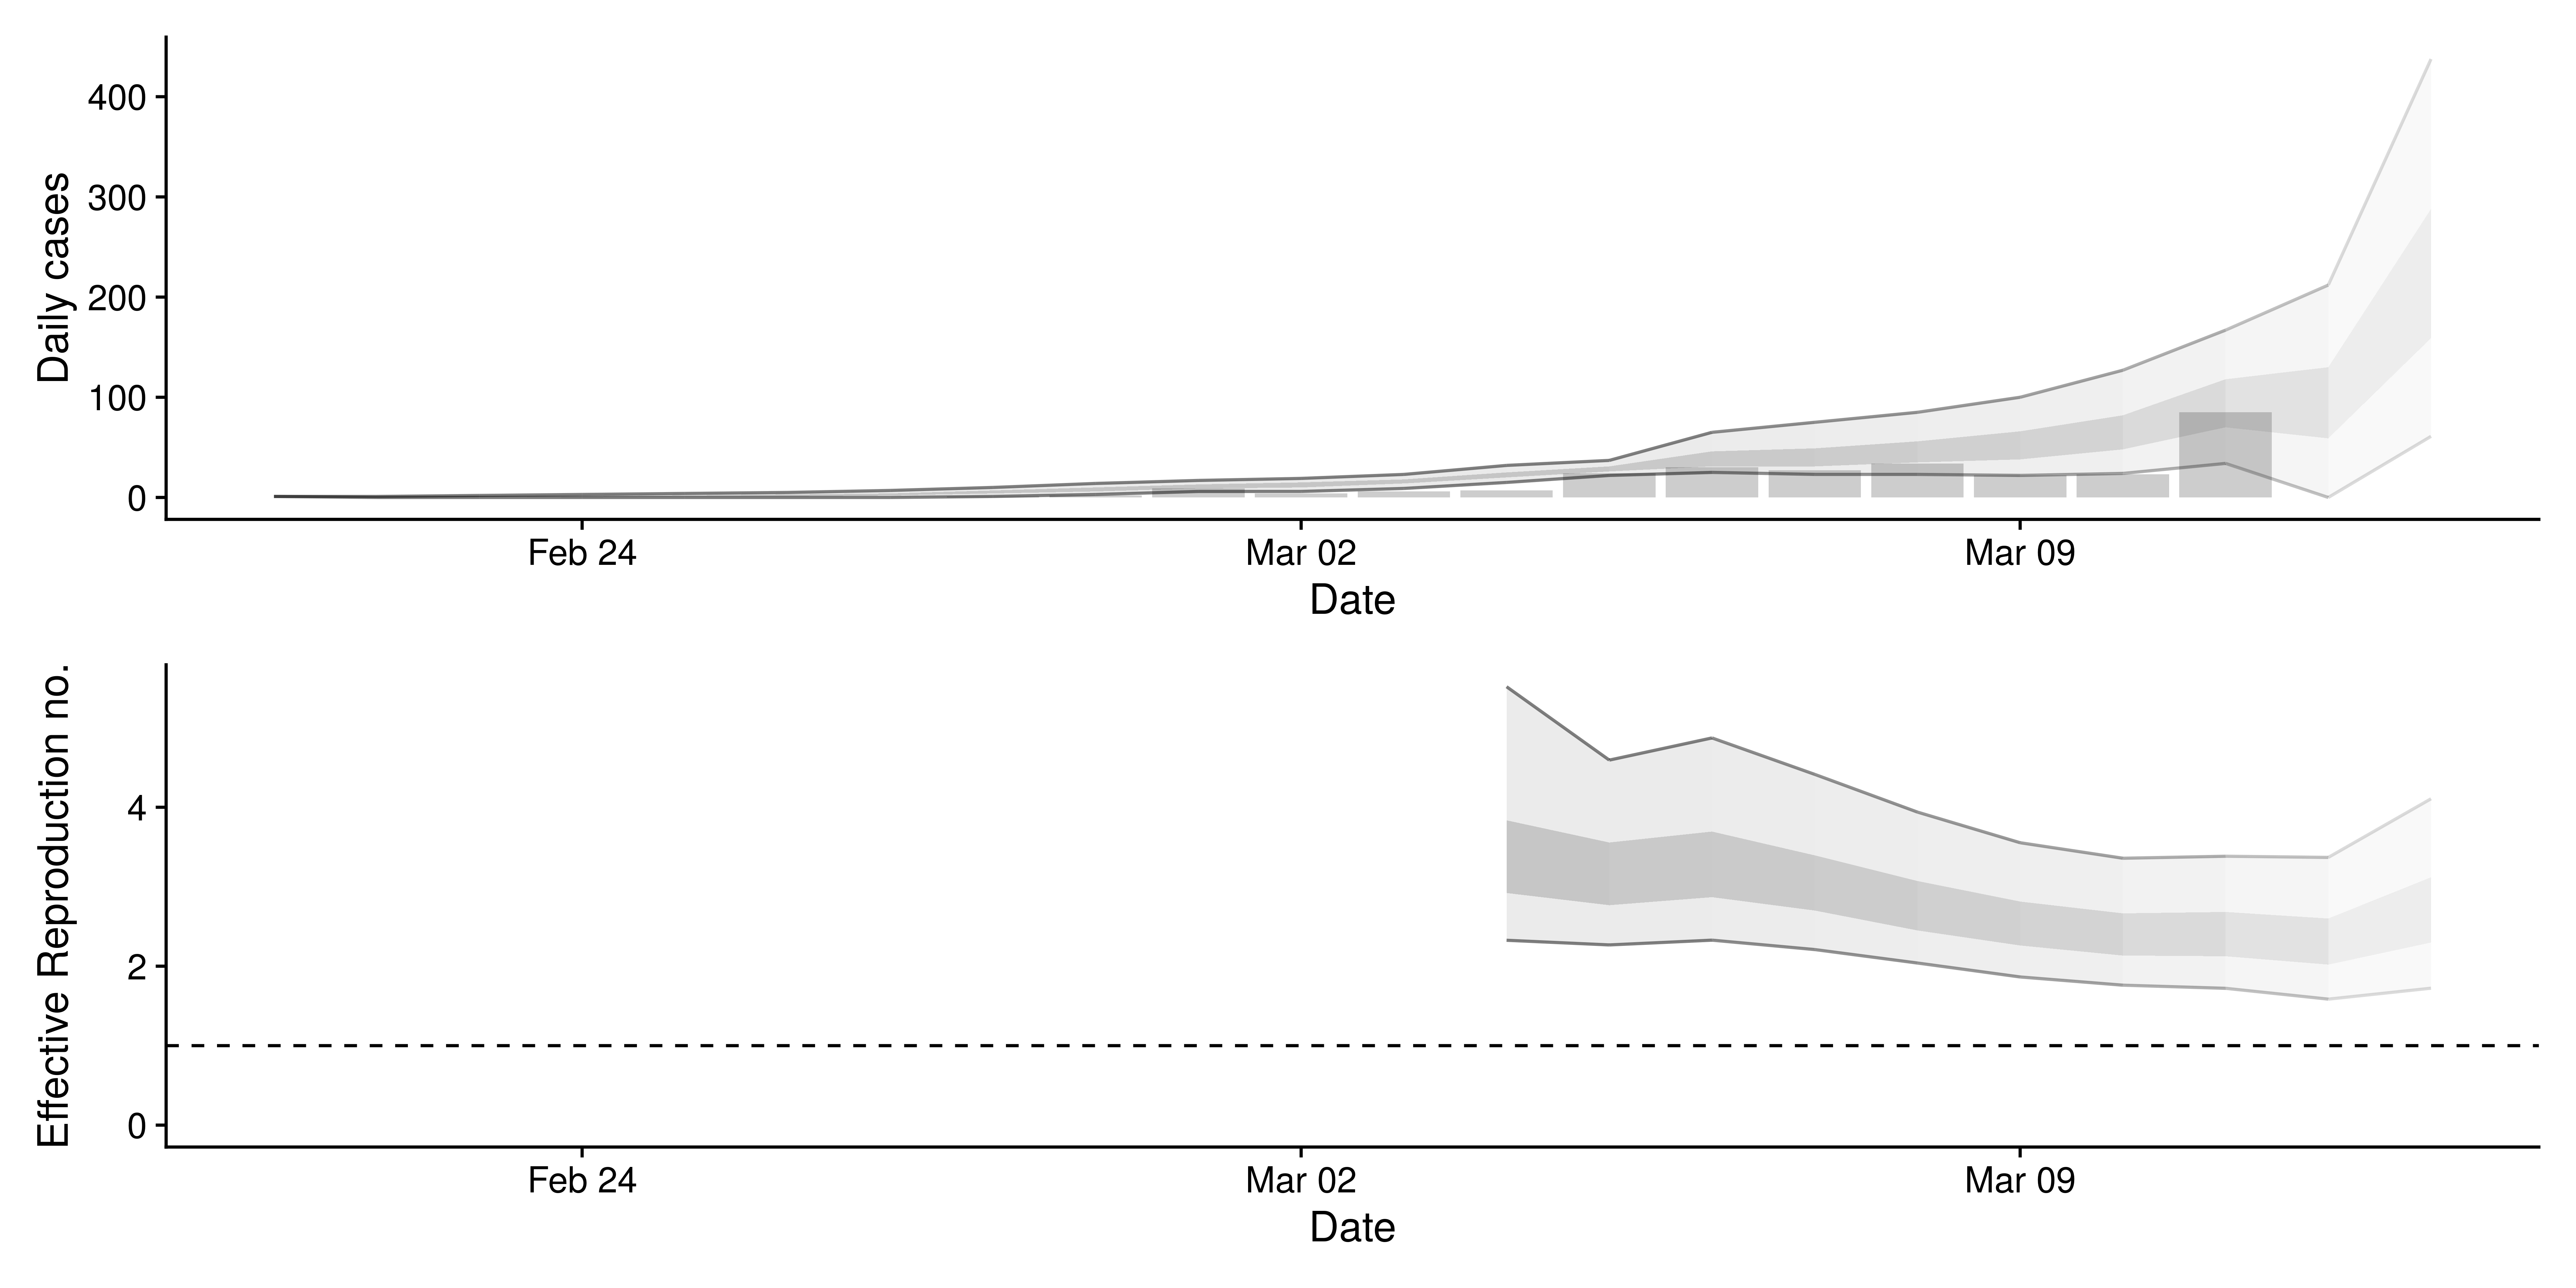 Daily cases
400
300
200
100
0
Feb 24
Mar 02
Mar 09
Date
Effective Reproduction no.
4
2
0
Feb 24
Mar 02
Mar 09
Date